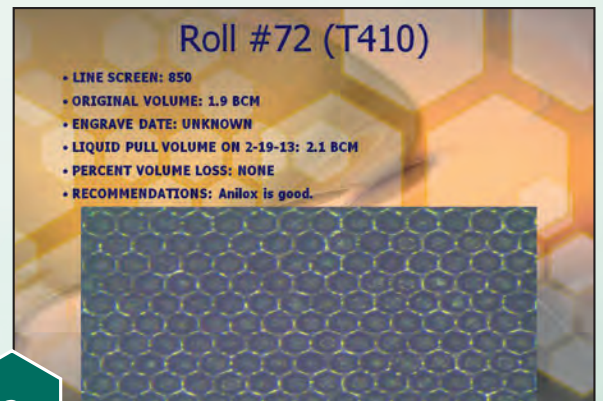 Roll #72 (T410)
• LINE SCREEN: 850
• ORIGINAL VOLUME: 1.9 BCM
• ENGRAVE DATE: UNKNOWN
• LIQUID PULL VOLUME ON 2-19-13: 2.1 BCM
• PERCENT VOLUME LOSS: NONE
• RECOMMENDATIONS: Anilox is good.